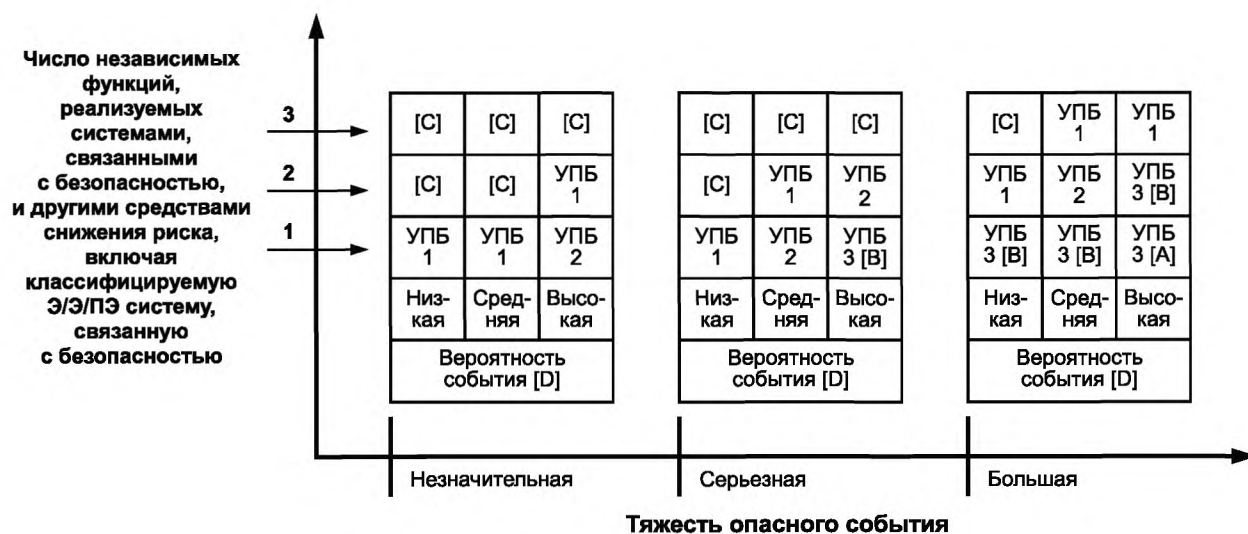 Число независимых
функций,
реализуемых
системами,
связанными
с безопасностью,
и другими средствами
снижения риска,
включая
классифицируемую
Э/Э/ПЭ систему,
связанную
с безопасностью
3
2
1
[C] [C] [C]
[C] [C] УПБ
1
УПБ УПБ УПБ
1 1 2
Низ- Сред- Высо-
кая няя кая
Вероятность
события [D]
[C] [C] [C]
[C] УПБ УПБ
1 2
УПБ УПБ УПБ
1 2 3 [B]
Низ- Сред- Высо-
кая няя кая
Вероятность
события [D]
[C] УПБ УПБ
1 1
УПБ УПБ УПБ
1 2 3 [B]
УПБ УПБ УПБ
3 [B] 3 [B] 3 [A]
Низ- Сред- Высо-
кая няя кая
Вероятность
события [D]
Незначительная
Серьезная
Большая
Тяжесть опасного события